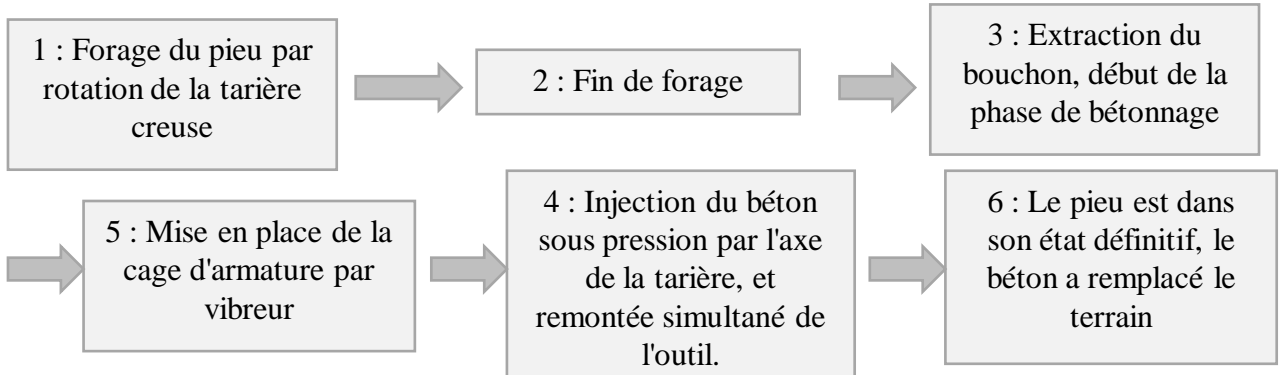 1 : Forage du pieu par
rotation de la tarière
creuse
2 : Fin de forage
3 : Extraction du
bouchon, début de la
phase de bétonnage
5 : Mise en place de la
cage d'armature par
vibreur
4 : Injection du béton
sous pression par l'axe
de la tarière, et
remontée simultané de
l'outil.
6 : Le pieu est dans
son état définitif, le
béton a remplacé le
terrain